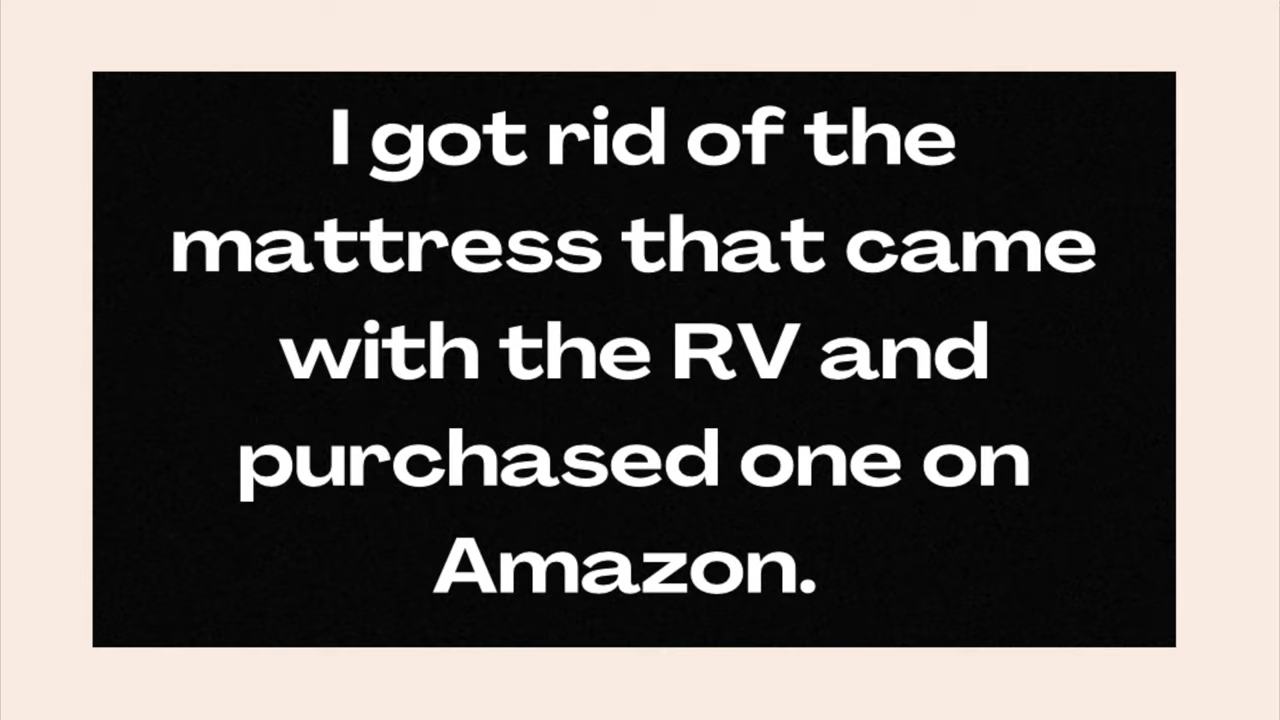 I got rid of the
mattress that came
with the RV and
purchased one on
Amazon.